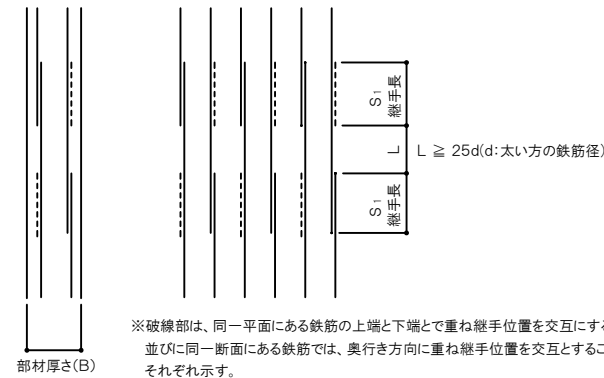 S1
継手長
L
L ≧ 25d(d:太い方の鉄筋径)
S1
継手長
部材厚さ(B)
※破線部は、同一平面にある鉄筋の上端と下端とで重ね継手位置を交互にす
並びに同一断面にある鉄筋では、奥行き方向に重ね継手位置を交互とするこ
それぞれ示す。